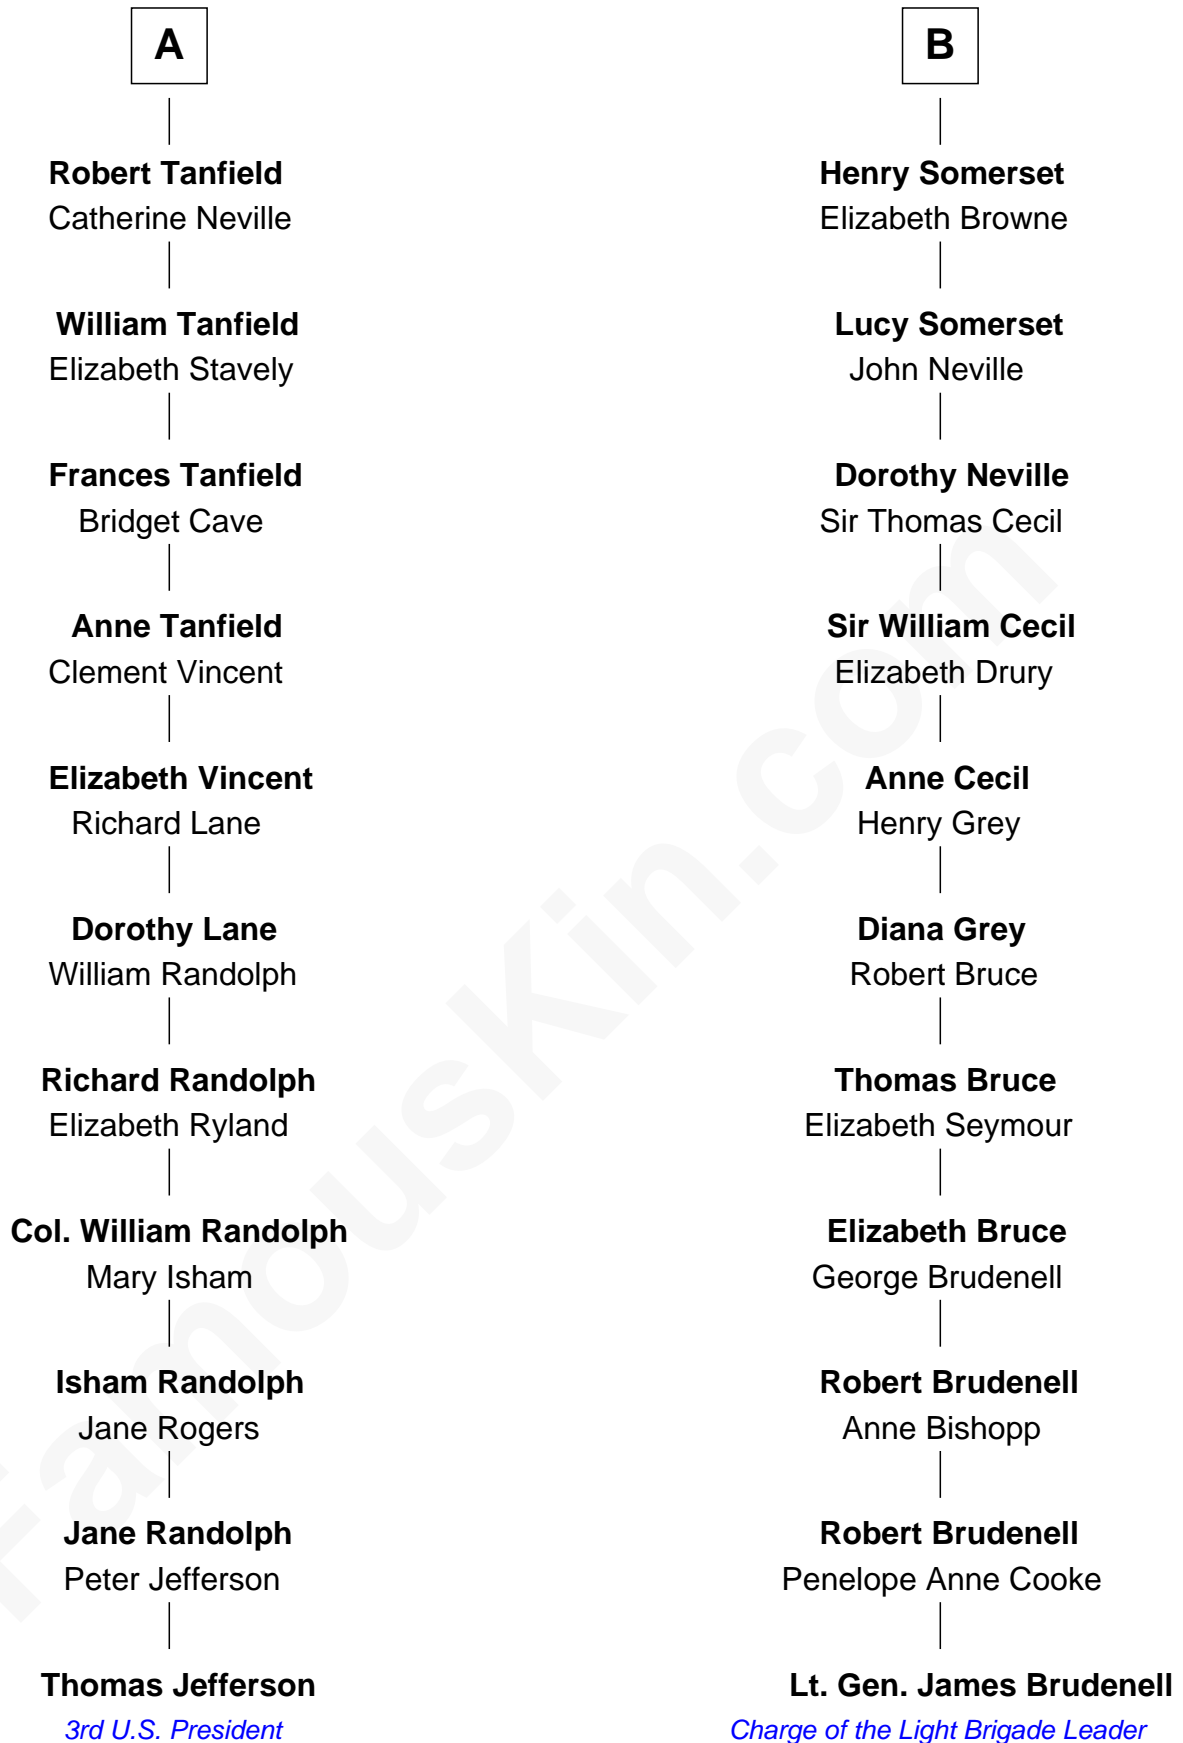 A
Robert Tanfield
Catherine Neville
William Tanfield
Elizabeth Stavely
Frances Tanfield
Bridget Cave
Anne Tanfield
Clement Vincent
Elizabeth Vincent
Richard Lane
Dorothy Lane
William Randolph
Richard Randolph
Elizabeth Ryland
Col. William Randolph
Mary Isham
Isham Randolph
Jane Rogers
Jane Randolph
Peter Jefferson
Thomas Jefferson
3rd U.S. President
B
Henry Somerset
Elizabeth Browne
Lucy Somerset
John Neville
Dorothy Neville
Sir Thomas Cecil
Sir William Cecil
Elizabeth Drury
Anne Cecil
Henry Grey
Diana Grey
Robert Bruce
Thomas Bruce
Elizabeth Seymour
Elizabeth Bruce
George Brudenell
Robert Brudenell
Anne Bishopp
Robert Brudenell
Penelope Anne Cooke
Lt. Gen. James Brudenell
Charge of the Light Brigade Leader
FamousKin.com